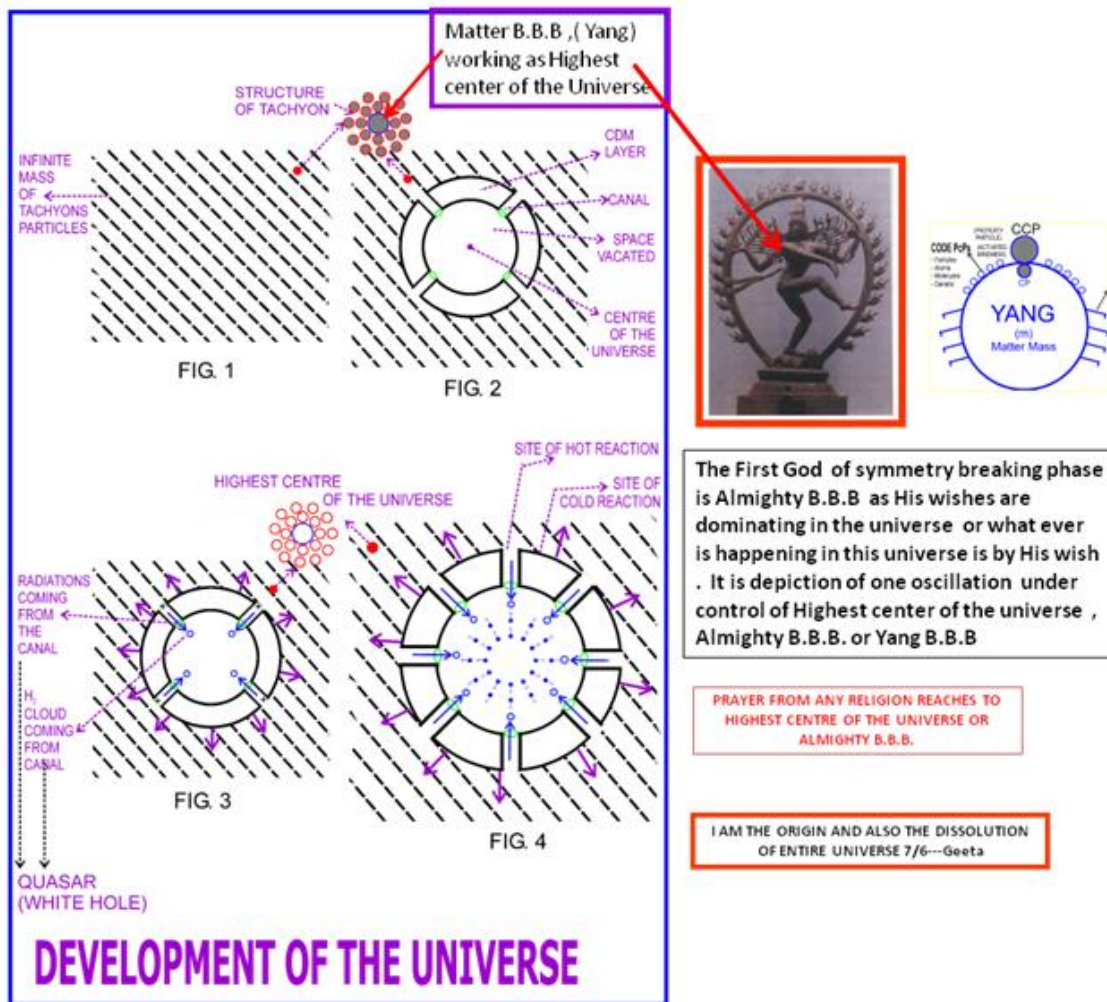 Matter B.B.B ,( Yang)
working as Highest
center of the Universe
STRUCTURE
OF TACHYON
INFINITE
MASS
OF
TACHYONS
PARTICLES
CDM
LAYER
CANAL
SPACE
VACATED
CENTRE
OF THE
UNIVERSE
FIG. 1
FIG. 2
CCP
CP
(PROPERTY
PARTICLE)
CODE PcPs
YANG
(m)
Matter Mass
SITE OF HOT REACTION
SITE OF
COLD REACTION
HIGHEST CENTRE
OF THE UNIVERSE
RADIATIONS
COMING
FROM
THE
CANAL
H2
CLOUD
COMING
FROM
CANAL
FIG. 3
FIG. 4
QUASAR
(WHITE HOLE)
DEVELOPMENT OF THE UNIVERSE
The First God of symmetry breaking phase
is Almighty B.B.B as His wishes are
dominating in the universe or what ever
is happening in this universe is by His wish
. It is depiction of one oscillation under
control of Highest center of the universe ,
Almighty B.B.B. or Yang B.B.B
PRAYER FROM ANY RELIGION REACHES TO
HIGHEST CENTRE OF THE UNIVERSE OR
ALMIGHTY B.B.B.
I AM THE ORIGIN AND ALSO THE DISSOLUTION
OF ENTIRE UNIVERSE 7/6---Geeta